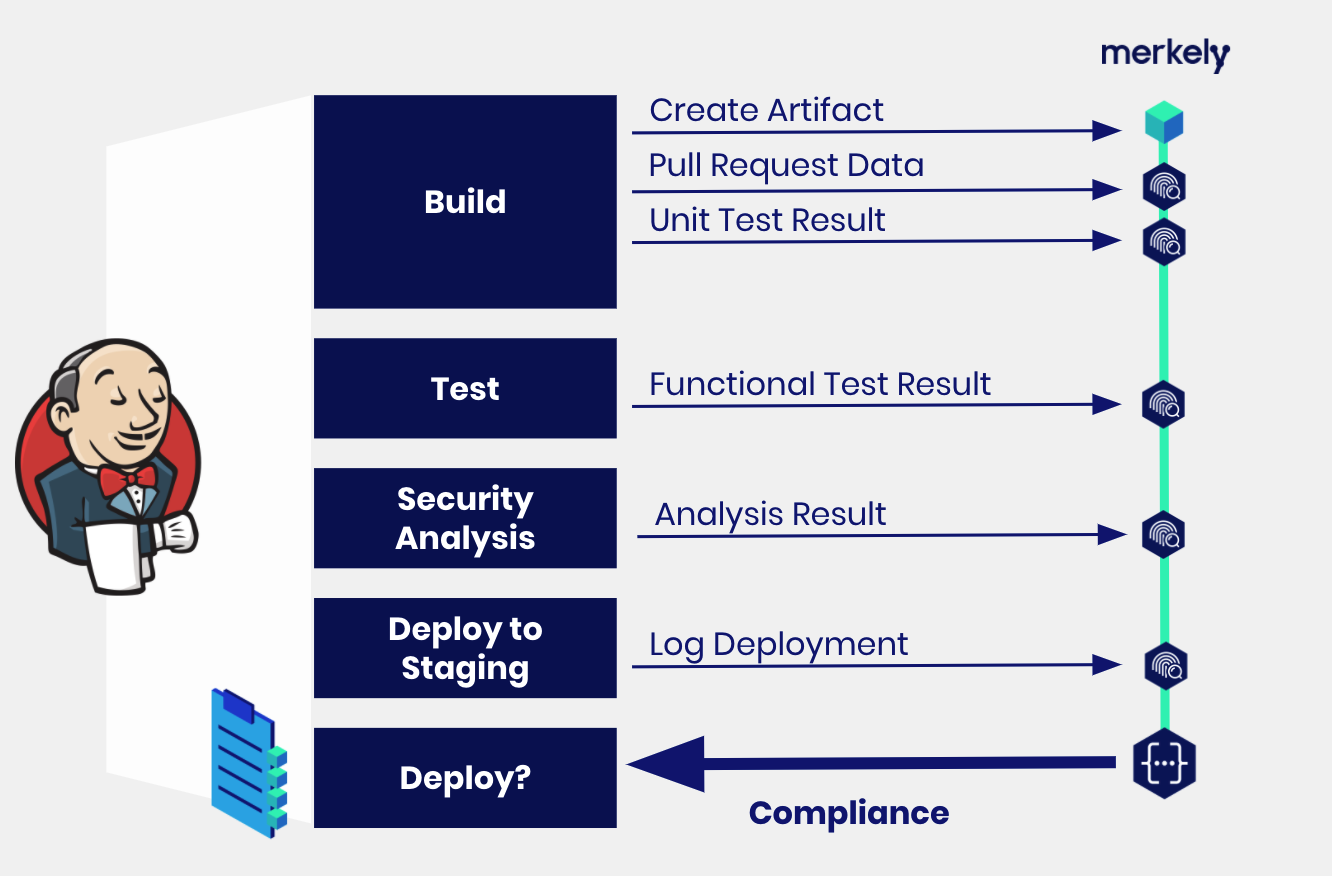 merkely
Build
Create Artifact
Pull Request Data
Unit Test Result
Test
Functional Test Result
Security
Analysis
Analysis Result
Deploy to
Staging
Log Deployment
Deploy?
{...}
Compliance